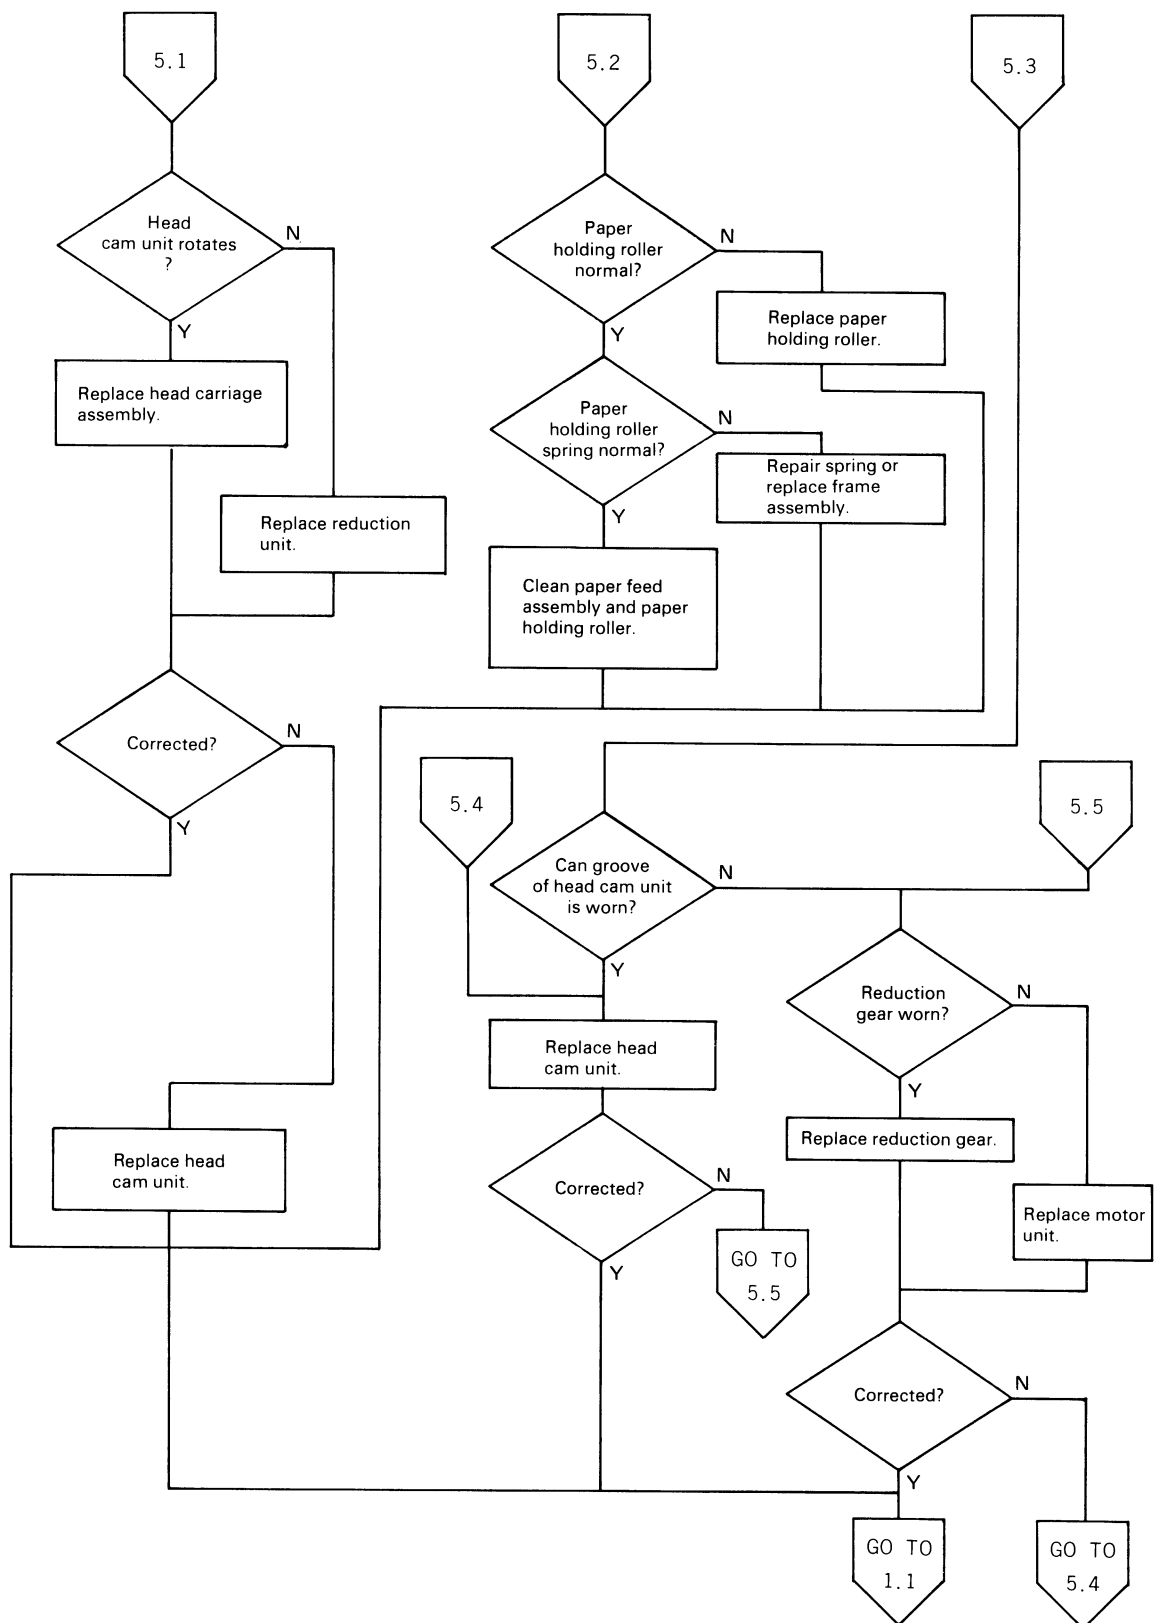 5.1
5.2
5.3
Head
cam unit rotates
?
N
Y
Replace head carriage
assembly.
Replace reduction
unit.
Corrected?
N
Y
Replace head
cam unit.
Paper
holding roller
normal?
N
Y
Replace paper
holding roller.
Paper
holding roller
spring normal?
N
Y
Repair spring or
replace frame
assembly.
Clean paper feed
assembly and paper
holding roller.
5.4
5.5
Can groove
of head cam unit
is worn?
N
Y
Replace head
cam unit.
Corrected?
N
Y
GO TO
5.5
Reduction
gear worn?
N
Y
Replace reduction gear.
Replace motor
unit.
Corrected?
N
Y
GO TO
1.1
GO TO
5.4